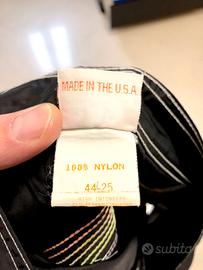 MADE IN THE U.S.A.
100% NYLON
44-25
subito